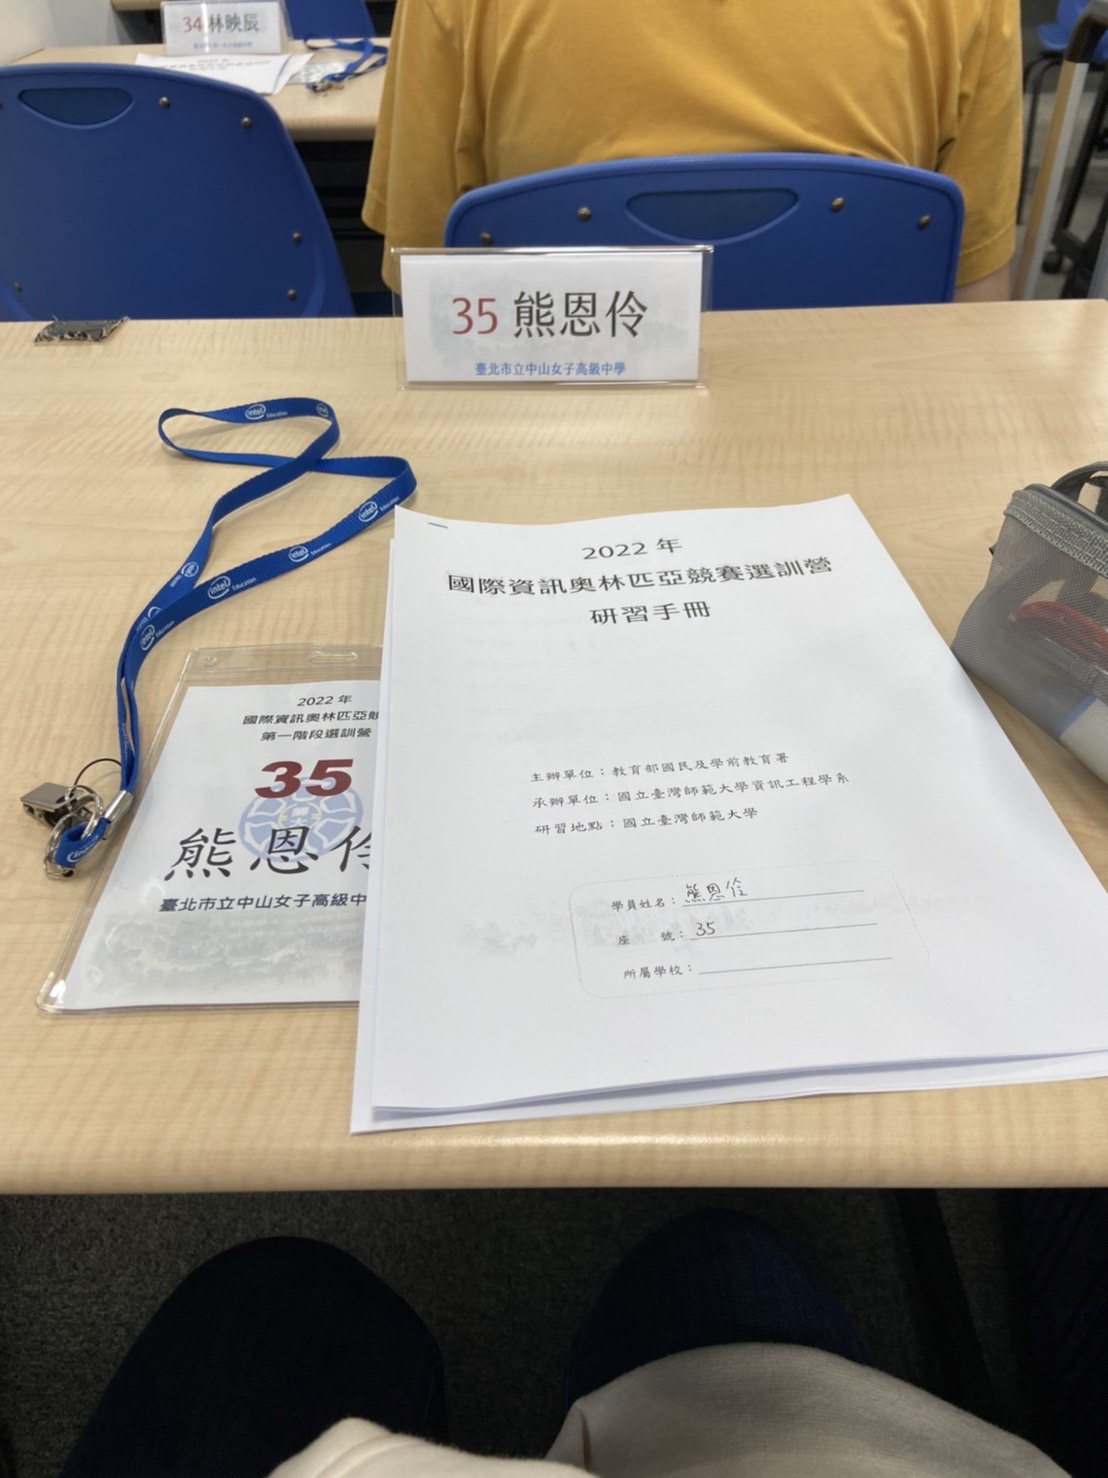 34 林映辰
35 熊恩伶
臺北市立中山女子高級中學
intel Education
intel Education
intel Education
intel Education
intel
2022 年
國際資訊奧林匹亞競賽選訓營
研習手冊
主辦單位：教育部國民及學前教育署
承辦單位：國立臺灣師範大學資訊工程學系
研習地點：國立臺灣師範大學
學員姓名：熊恩伶
座 號：35
所屬學校：
2022 年
國際資訊奧林匹亞競
第一階段選訓營
35
熊恩伶
臺北市立中山女子高級中